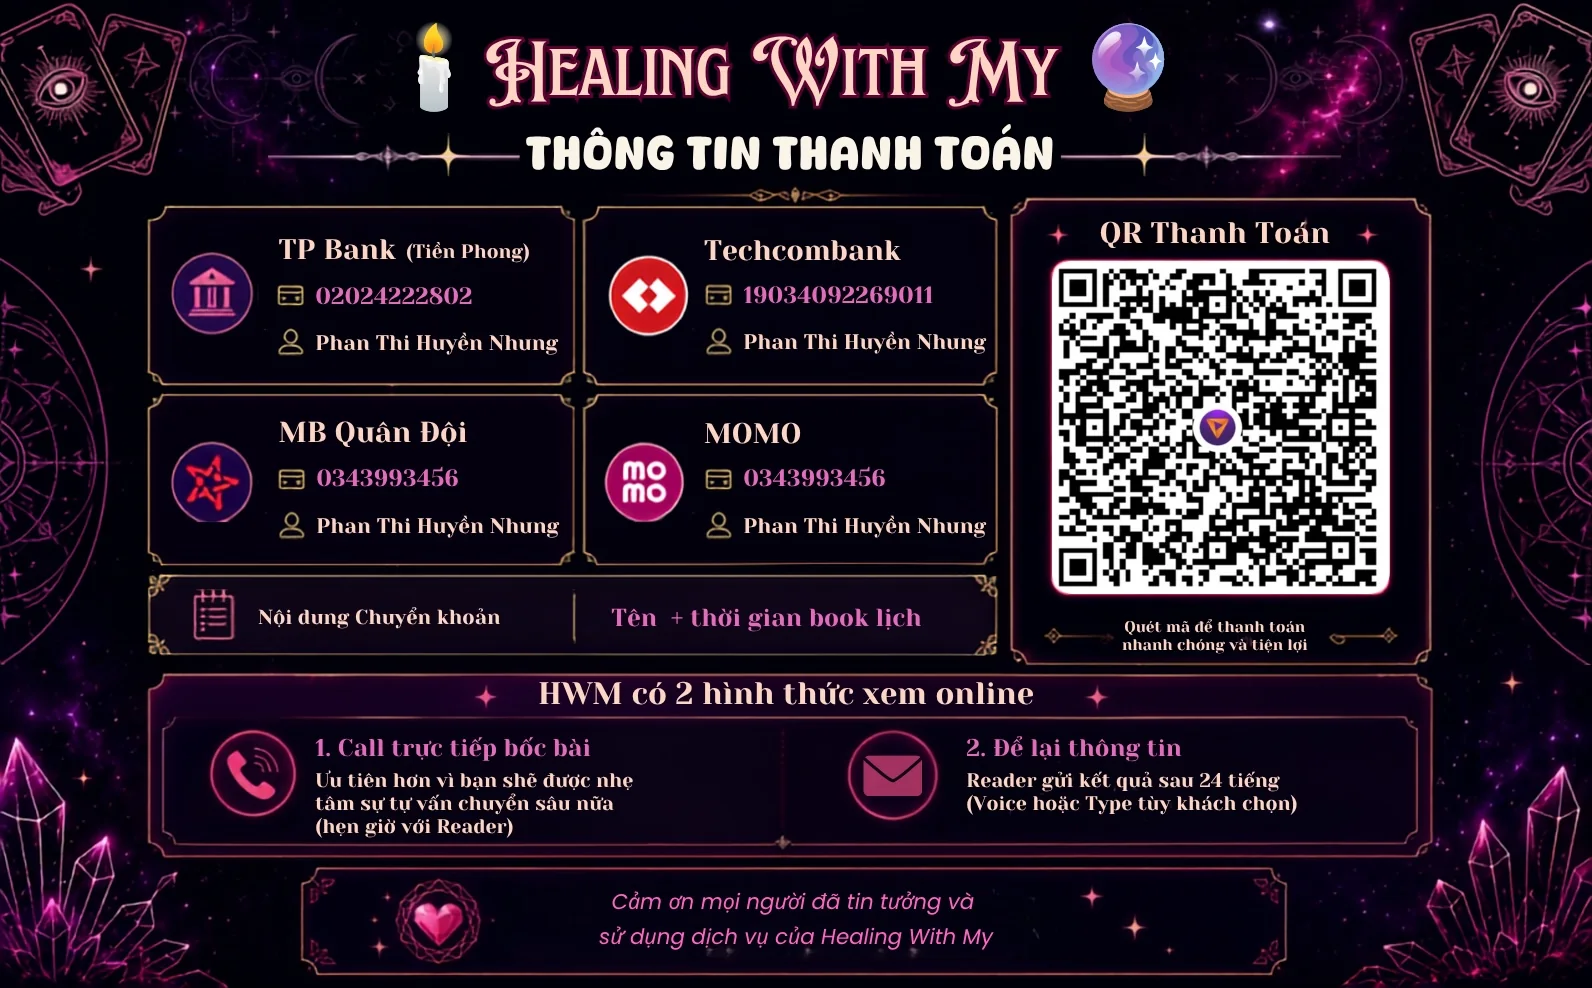 HEALING WITH MY
THÔNG TIN THANH TOÁN
TP Bank (Tiền Phong)
02024222802
Phan Thi Huyền Nhung
Techcombank
19034092269011
Phan Thi Huyền Nhung
MB Quân Đội
0343993456
Phan Thi Huyền Nhung
MOMO
mo
mo
0343993456
Phan Thi Huyền Nhung
Nội dung Chuyển khoản
Tên + thời gian book lịch
QR Thanh Toán
Quét mã để thanh toán
nhanh chóng và tiện lợi
HWM có 2 hình thức xem online
1. Call trực tiếp bốc bài
Ưu tiên hơn vì bạn shẽ được nhẹ
tâm sự tự vấn chuyển sâu nữa
(hẹn giờ với Reader)
2. Để lại thông tin
Reader gửi kết quả sau 24 tiếng
(Voice hoặc Type tùy khách chọn)
Cảm ơn mọi người đã tin tưởng và
sử dụng dịch vụ của Healing With My